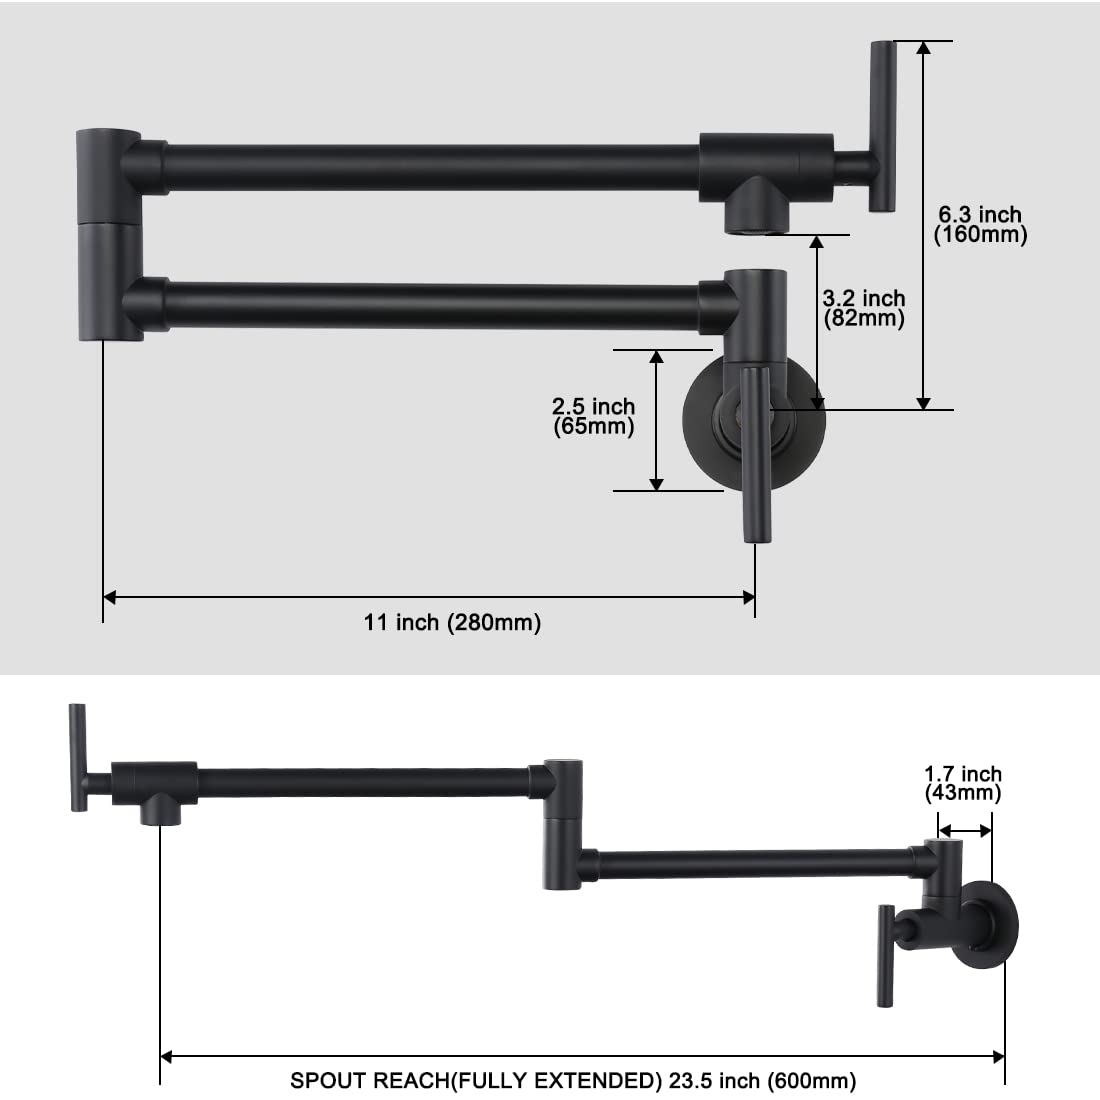 6.3 inch
(160mm)
3.2 inch
(82mm)
2.5 inch
(65mm)
11 inch (280mm)
1.7 inch
(43mm)
SPOUT REACH(FULLY EXTENDED) 23.5 inch (600mm)